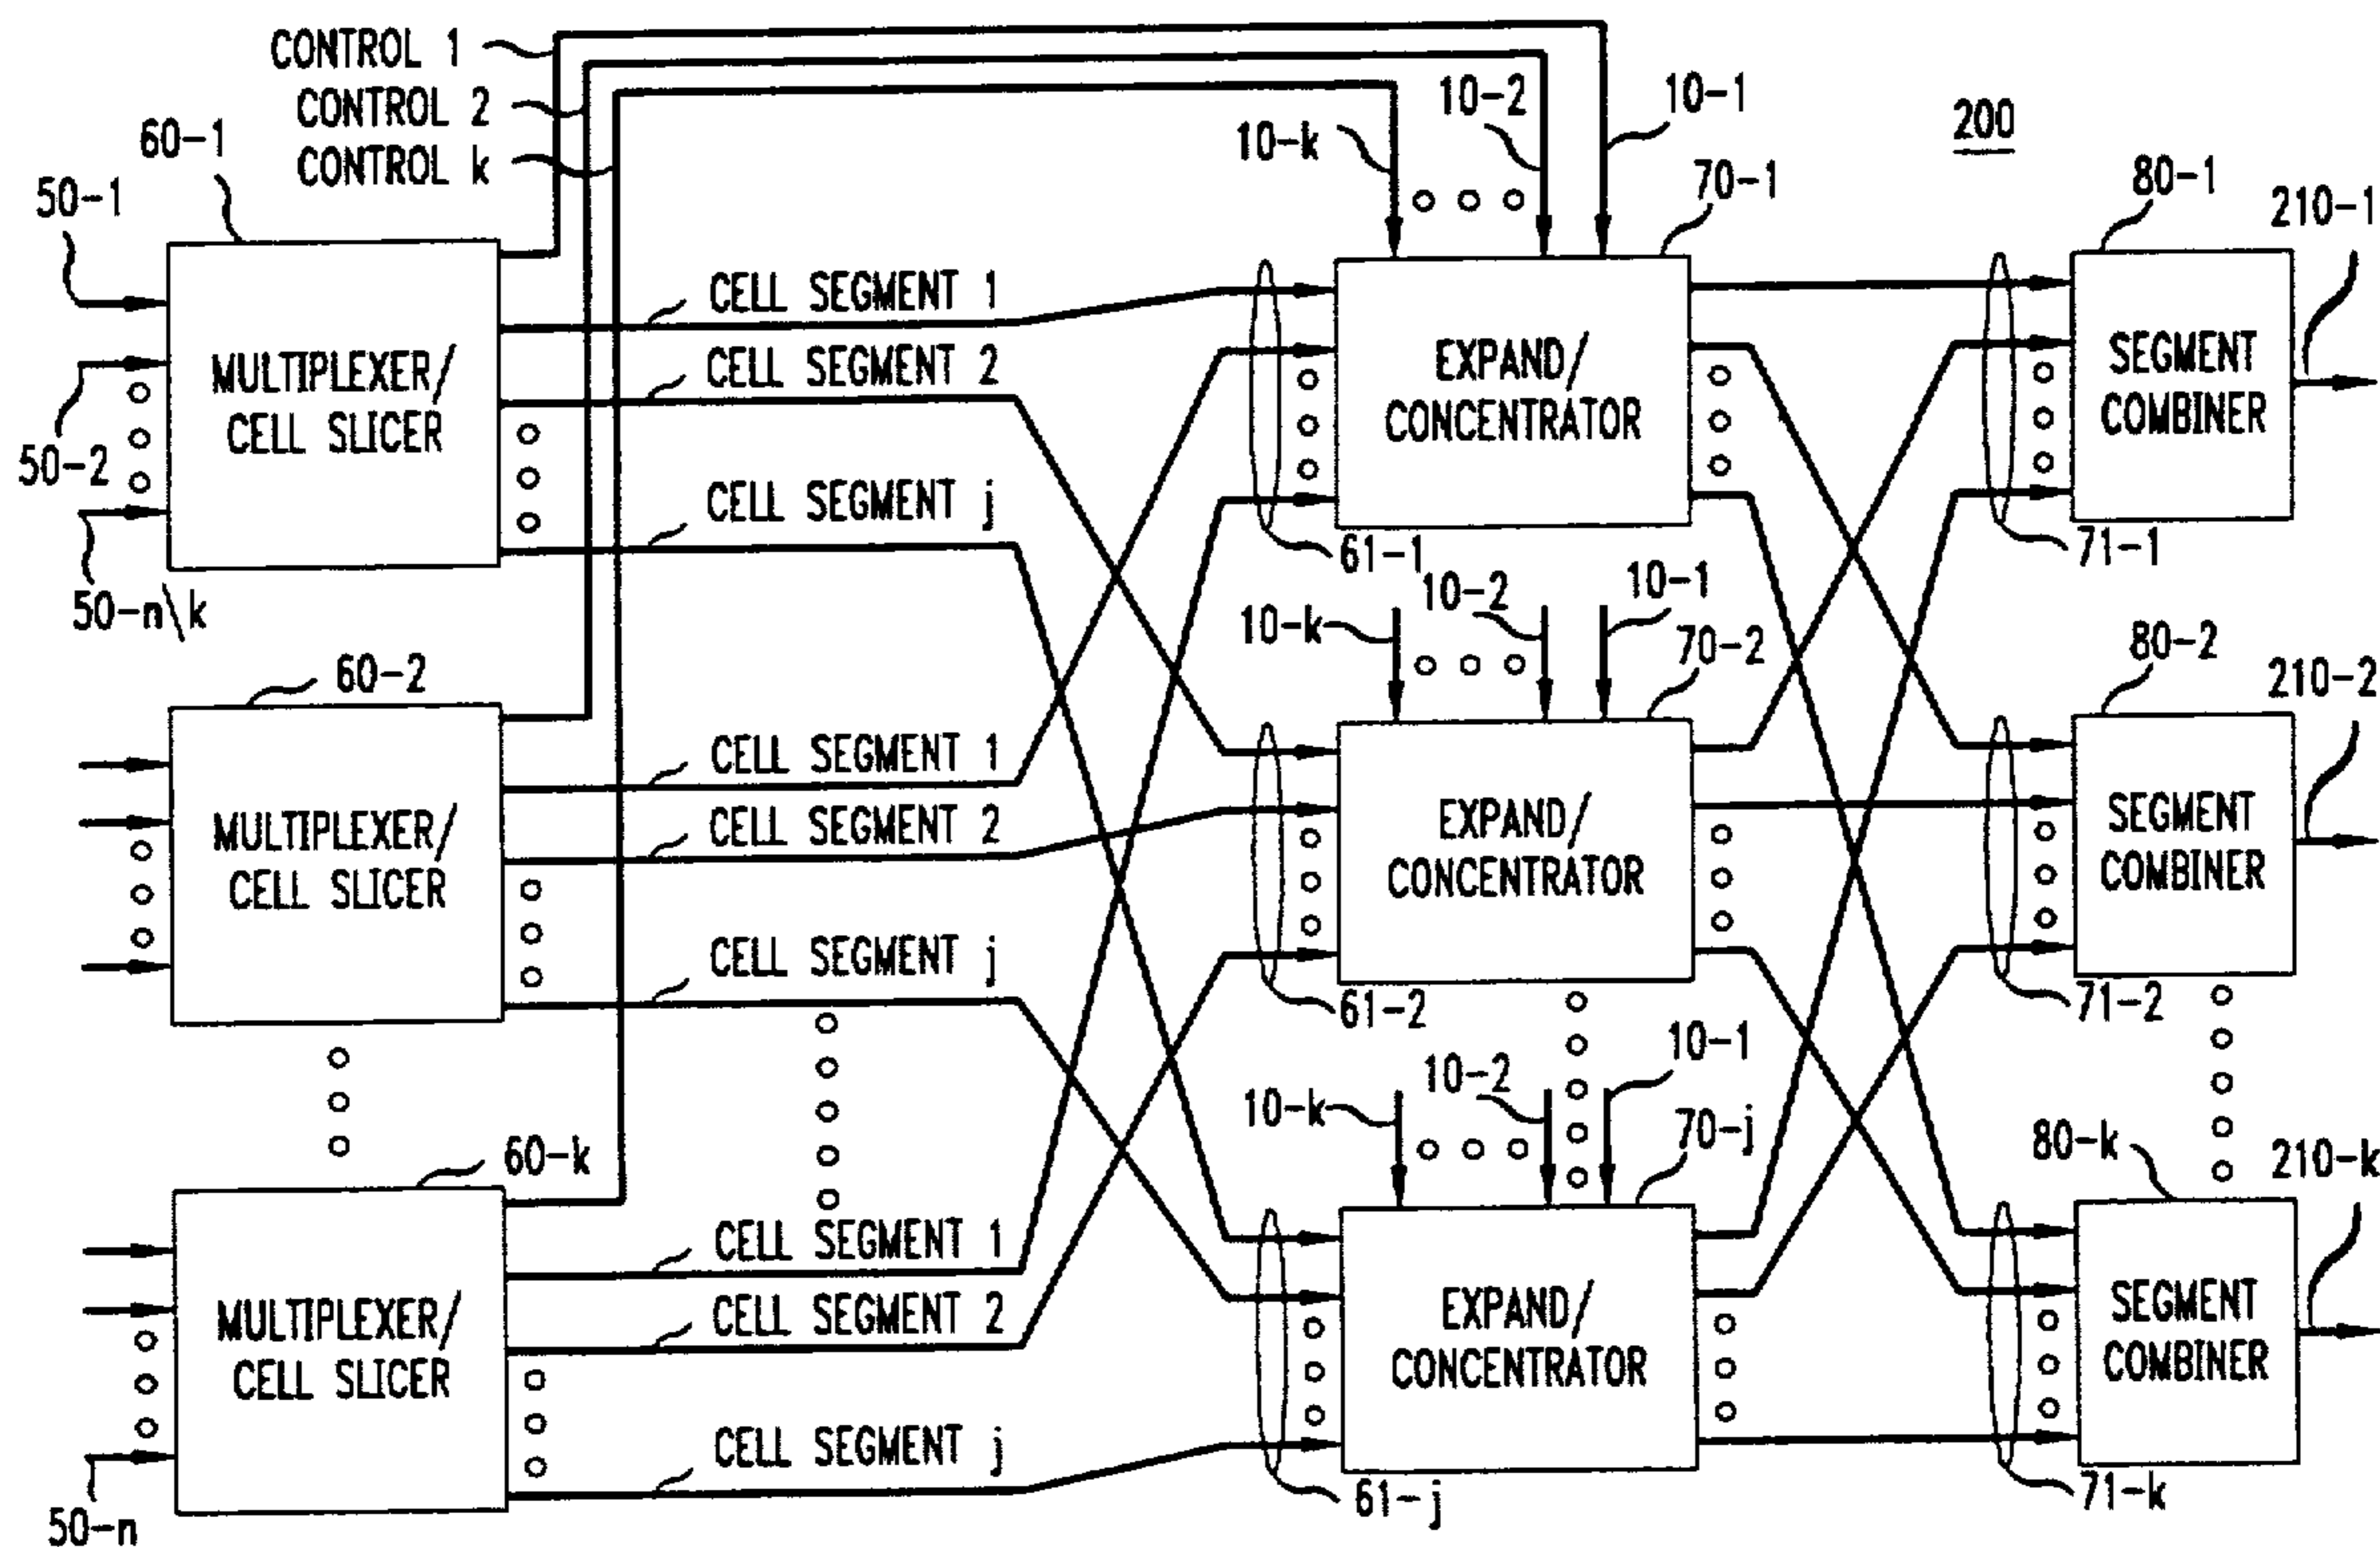 CONTROL 1
CONTROL 2
CONTROL k
60-1
50-1
50-2
50-n\k
MULTIPLEXER/
CELL SLICER
CELL SEGMENT 1
CELL SEGMENT 2
CELL SEGMENT j
10-k
10-2
10-1
70-1
61-1
EXPAND/
CONCENTRATOR
200
80-1
210-1
71-1
SEGMENT
COMBINER
60-2
MULTIPLEXER/
CELL SLICER
CELL SEGMENT 1
CELL SEGMENT 2
CELL SEGMENT j
10-k
10-2
10-1
70-2
61-2
EXPAND/
CONCENTRATOR
80-2
210-2
71-2
SEGMENT
COMBINER
60-k
50-n
MULTIPLEXER/
CELL SLICER
CELL SEGMENT 1
CELL SEGMENT 2
CELL SEGMENT j
10-k
10-2
10-1
70-j
61-j
EXPAND/
CONCENTRATOR
80-k
210-k
71-k
SEGMENT
COMBINER